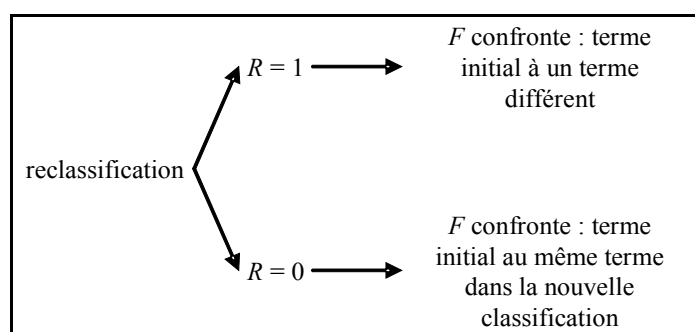 F confronte : terme
initial à un terme
différent
R = 1
reclassification
R = 0
F confronte : terme
initial au même terme
dans la nouvelle
classification